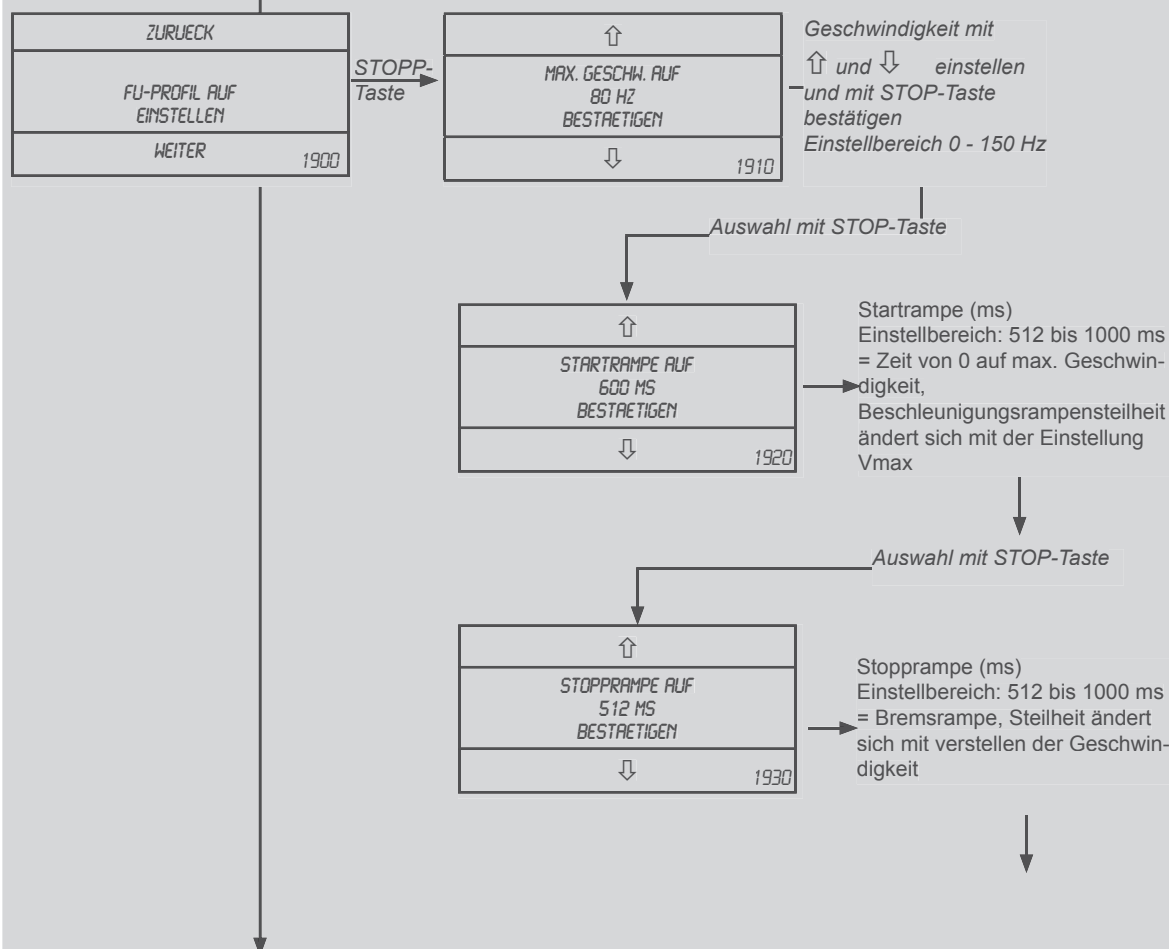 ZURUECK
FU-PROFIL AUF
EINSTELLEN
WEITER
1900
STOPP-
Taste
⇧
MAX. GESCHW. AUF
80 HZ
BESTAETIGEN
⇩
1910
Geschwindigkeit mit
⇧ und ⇩ einstellen
und mit STOP-Taste
bestätigen
Einstellbereich 0 - 150 Hz
Auswahl mit STOP-Taste
⇧
STARTRAMPE AUF
600 MS
BESTAETIGEN
⇩
1920
Startrampe (ms)
Einstellbereich: 512 bis 1000 ms
= Zeit von 0 auf max. Geschwin-
digkeit,
Beschleunigungsrampensteilheit
ändert sich mit der Einstellung
Vmax
Auswahl mit STOP-Taste
⇧
STOPPRAMPE AUF
512 MS
BESTAETIGEN
⇩
1930
Stopprampe (ms)
Einstellbereich: 512 bis 1000 ms
= Bremsrampe, Steilheit ändert
sich mit verstellen der Geschwin-
digkeit